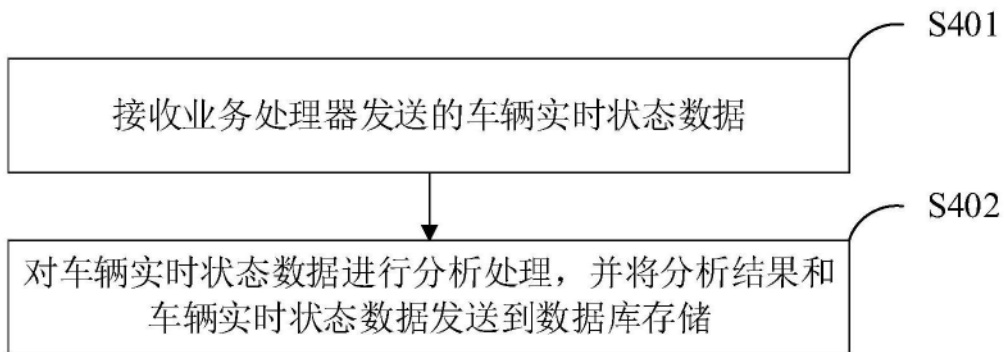 S401
接收业务处理器发送的车辆实时状态数据
S402
对车辆实时状态数据进行分析处理，并将分析结果和
车辆实时状态数据发送到数据库存储